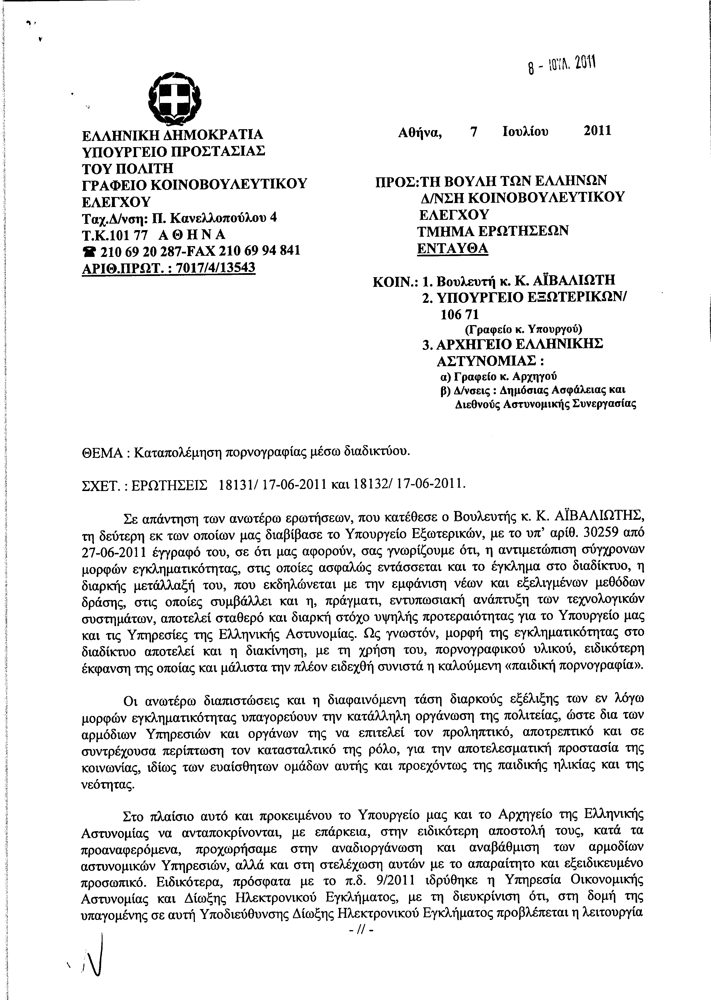 8 - ΙΟΥΛ. 2011
ΕΛΛΗΝΙΚΗ ΔΗΜΟΚΡΑΤΙΑ
ΥΠΟΥΡΓΕΙΟ ΠΡΟΣΤΑΣΙΑΣ
ΤΟΥ ΠΟΛΙΤΗ
ΓΡΑΦΕΙΟ ΚΟΙΝΟΒΟΥΛΕΥΤΙΚΟΥ
ΕΛΕΓΧΟΥ
Ταχ.Δ/νση: Π. Κανελλοπούλου 4
Τ.Κ.101 77 Α Θ Η Ν Α
☎ 210 69 20 287-FAX 210 69 94 841
ΑΡΙΘ.ΠΡΩΤ. : 7017/4/13543
Αθήνα, 7 Ιουλίου 2011
ΠΡΟΣ:ΤΗ ΒΟΥΛΗ ΤΩΝ ΕΛΛΗΝΩΝ
Δ/ΝΣΗ ΚΟΙΝΟΒΟΥΛΕΥΤΙΚΟΥ
ΕΛΕΓΧΟΥ
ΤΜΗΜΑ ΕΡΩΤΗΣΕΩΝ
ΕΝΤΑΥΘΑ
ΚΟΙΝ.: 1. Βουλευτή κ. Κ. ΑΪΒΑΛΙΩΤΗ
2. ΥΠΟΥΡΓΕΙΟ ΕΞΩΤΕΡΙΚΩΝ/
106 71
(Γραφείο κ. Υπουργού)
3. ΑΡΧΗΓΕΙΟ ΕΛΛΗΝΙΚΗΣ
ΑΣΤΥΝΟΜΙΑΣ :
α) Γραφείο κ. Αρχηγού
β) Δ/νσεις : Δημόσιας Ασφάλειας και
Διεθνούς Αστυνομικής Συνεργασίας
ΘΕΜΑ : Καταπολέμηση πορνογραφίας μέσω διαδικτύου.
ΣΧΕΤ. : ΕΡΩΤΗΣΕΙΣ 18131/ 17-06-2011 και 18132/ 17-06-2011.
Σε απάντηση των ανωτέρω ερωτήσεων, που κατέθεσε ο Βουλευτής κ. Κ. ΑΪΒΑΛΙΩΤΗΣ,
τη δεύτερη εκ των οποίων μας διαβίβασε το Υπουργείο Εξωτερικών, με το υπ’ αρίθ. 30259 από
27-06-2011 έγγραφό του, σε ότι μας αφορούν, σας γνωρίζουμε ότι, η αντιμετώπιση σύγχρονων
μορφών εγκληματικότητας, στις οποίες ασφαλώς εντάσσεται και το έγκλημα στο διαδίκτυο, η
διαρκής μετάλλαξή του, που εκδηλώνεται με την εμφάνιση νέων και εξελιγμένων μεθόδων
δράσης, στις οποίες συμβάλλει και η, πράγματι, εντυπωσιακή ανάπτυξη των τεχνολογικών
συστημάτων, αποτελεί σταθερό και διαρκή στόχο υψηλής προτεραιότητας για το Υπουργείο μας
και τις Υπηρεσίες της Ελληνικής Αστυνομίας. Ως γνωστόν, μορφή της εγκληματικότητας στο
διαδίκτυο αποτελεί και η διακίνηση, με τη χρήση του, πορνογραφικού υλικού, ειδικότερη
έκφανση της οποίας και μάλιστα την πλέον ειδεχθή συνιστά η καλούμενη «παιδική πορνογραφία».
Οι ανωτέρω διαπιστώσεις και η διαφαινόμενη τάση διαρκούς εξέλιξης των εν λόγω
μορφών εγκληματικότητας υπαγορεύουν την κατάλληλη οργάνωση της πολιτείας, ώστε δια των
αρμόδιων Υπηρεσιών και οργάνων της να επιτελεί τον προληπτικό, αποτρεπτικό και σε
συντρέχουσα περίπτωση τον κατασταλτικό της ρόλο, για την αποτελεσματική προστασία της
κοινωνίας, ιδίως των ευαίσθητων ομάδων αυτής και προεχόντως της παιδικής ηλικίας και της
νεότητας.
Στο πλαίσιο αυτό και προκειμένου το Υπουργείο μας και το Αρχηγείο της Ελληνικής
Αστυνομίας να ανταποκρίνονται, με επάρκεια, στην ειδικότερη αποστολή τους, κατά τα
προαναφερόμενα, προχωρήσαμε στην αναδιοργάνωση και αναβάθμιση των αρμοδίων
αστυνομικών Υπηρεσιών, αλλά και στη στελέχωση αυτών με το απαραίτητο και εξειδικευμένο
προσωπικό. Ειδικότερα, πρόσφατα με το π.δ. 9/2011 ιδρύθηκε η Υπηρεσία Οικονομικής
Αστυνομίας και Δίωξης Ηλεκτρονικού Εγκλήματος, με τη διευκρίνιση ότι, στη δομή της
υπαγομένης σε αυτή Υποδιεύθυνσης Δίωξης Ηλεκτρονικού Εγκλήματος προβλέπεται η λειτουργία
- // -